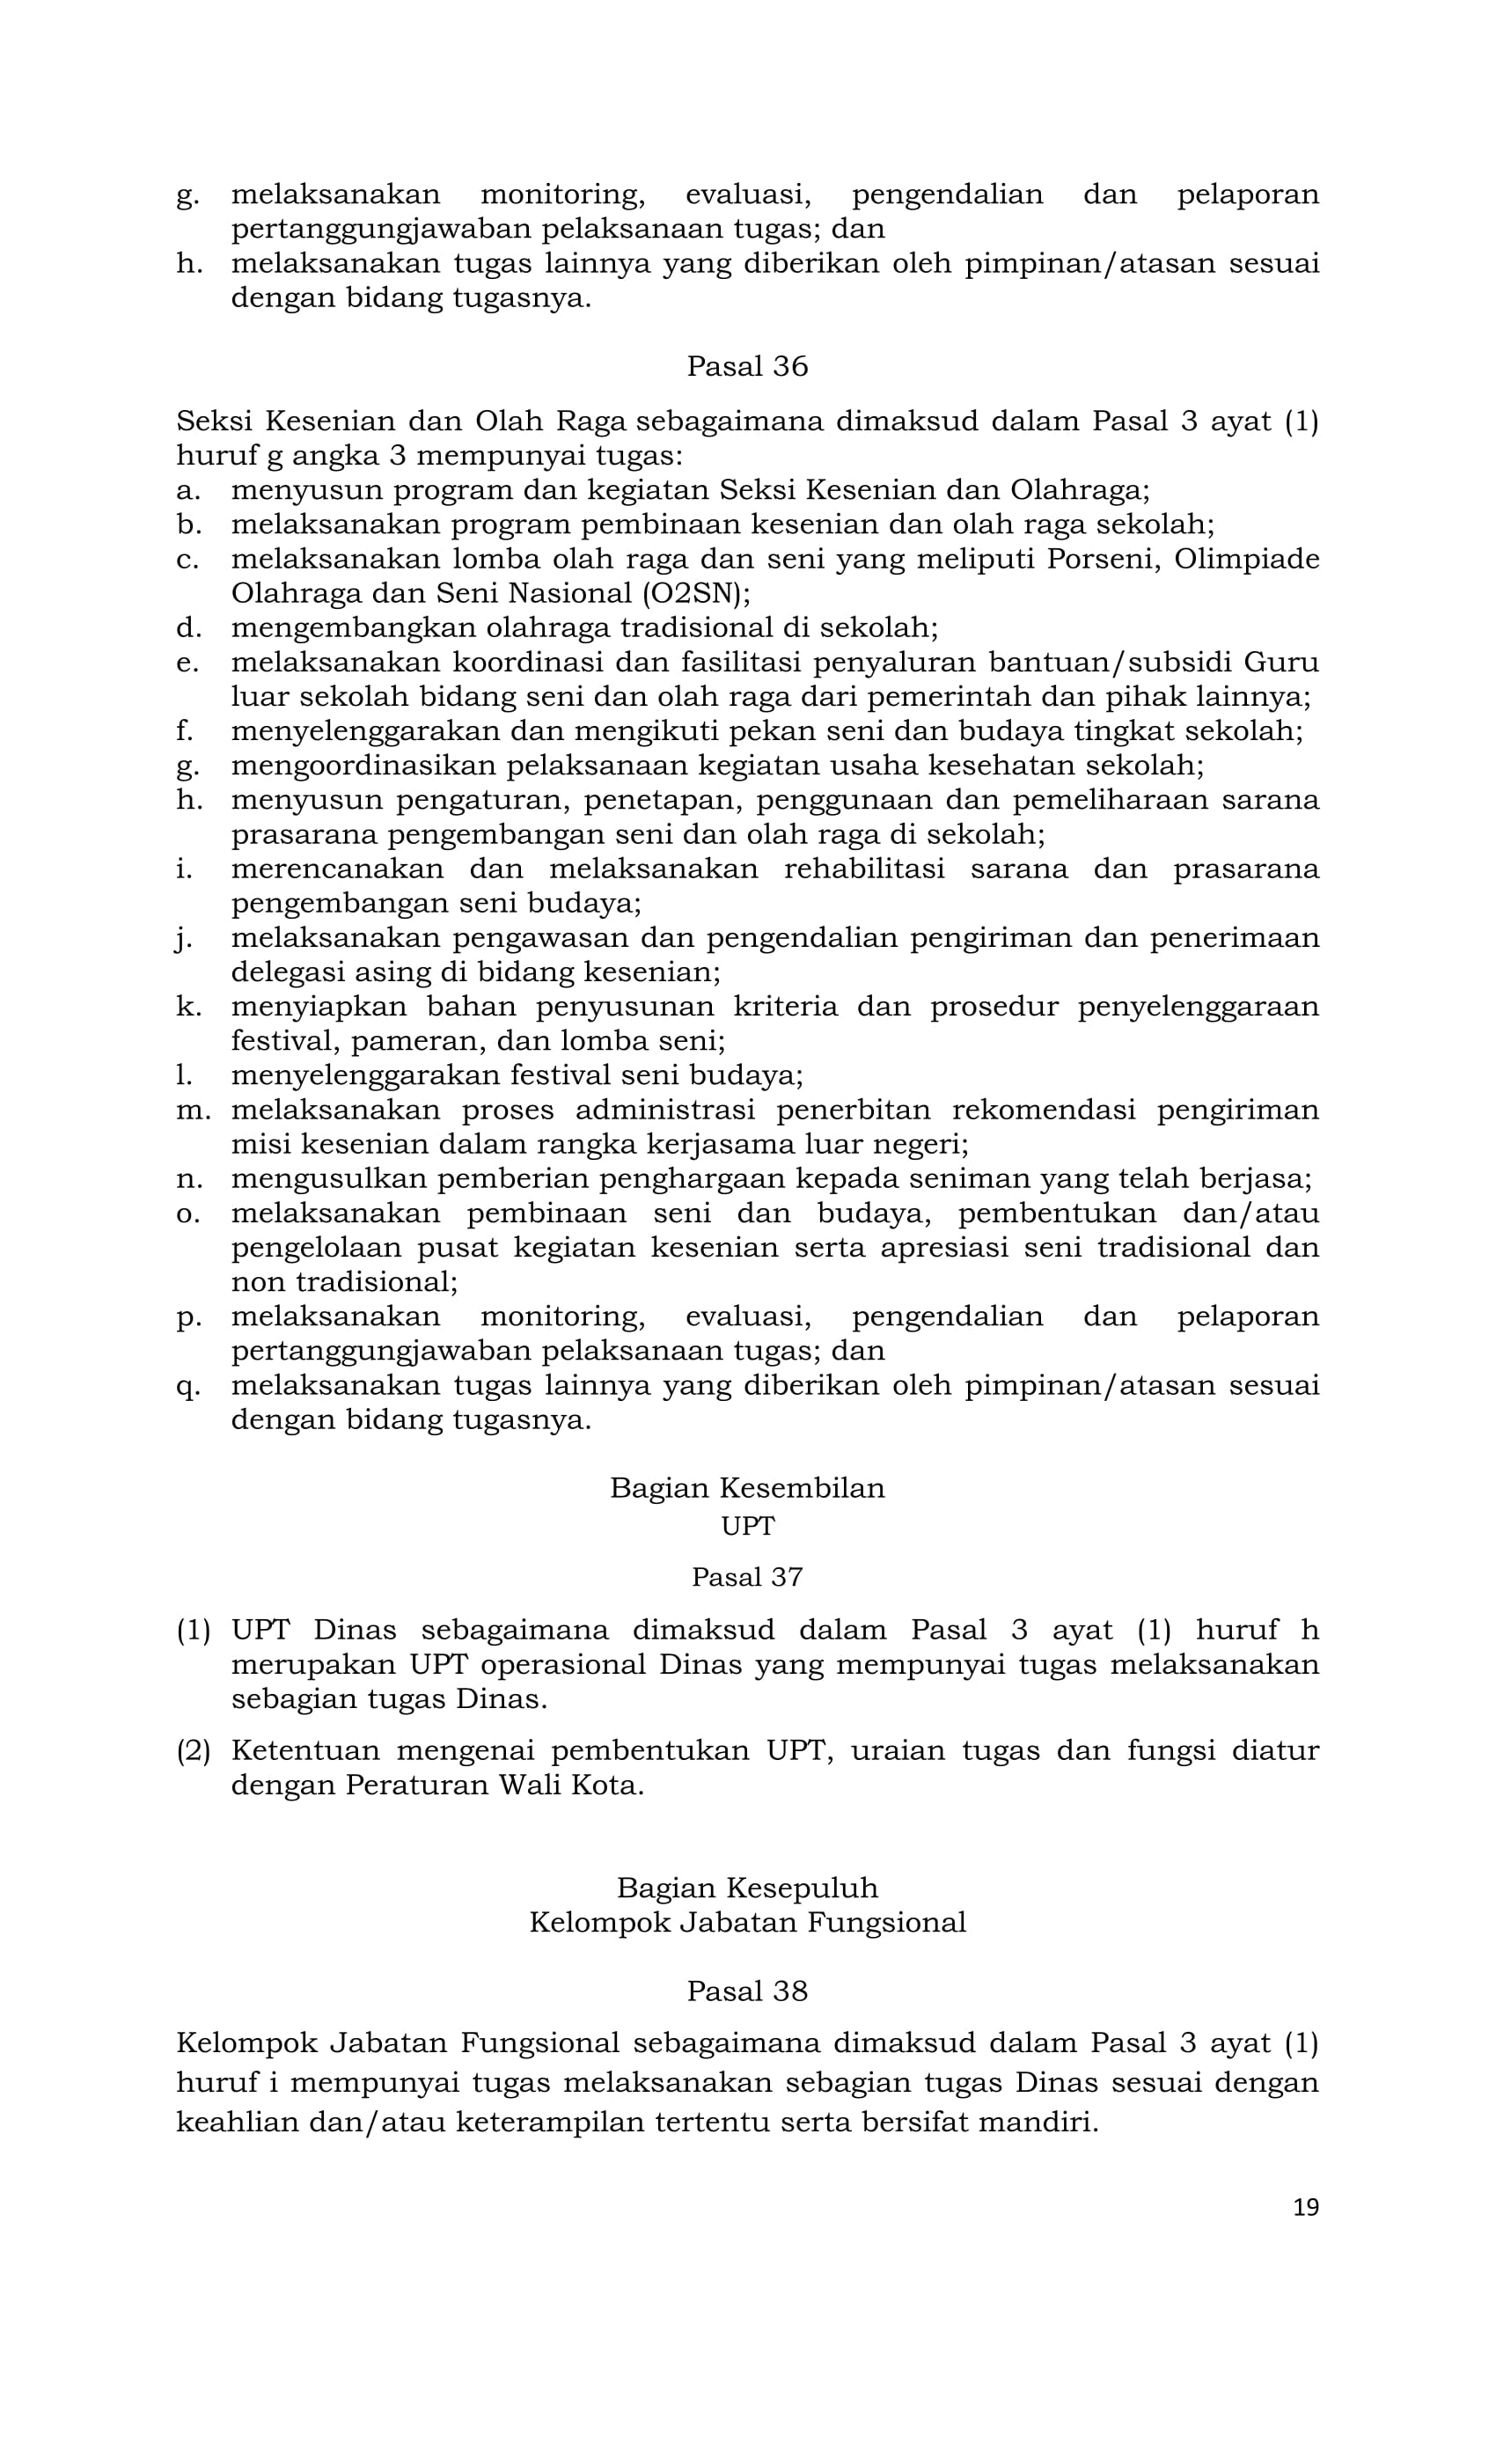 g. melaksanakan monitoring, evaluasi, pengendalian dan pelaporan
pertanggungjawaban pelaksanaan tugas; dan
h. melaksanakan tugas lainnya yang diberikan oleh pimpinan/atasan sesuai
dengan bidang tugasnya.
Pasal 36
Seksi Kesenian dan Olah Raga sebagaimana dimaksud dalam Pasal 3 ayat (1)
huruf g angka 3 mempunyai tugas:
a. menyusun program dan kegiatan Seksi Kesenian dan Olahraga;
b. melaksanakan program pembinaan kesenian dan olah raga sekolah;
c. melaksanakan lomba olah raga dan seni yang meliputi Porseni, Olimpiade
Olahraga dan Seni Nasional (O2SN);
d. mengembangkan olahraga tradisional di sekolah;
e. melaksanakan koordinasi dan fasilitasi penyaluran bantuan/subsidi Guru
luar sekolah bidang seni dan olah raga dari pemerintah dan pihak lainnya;
f. menyelenggarakan dan mengikuti pekan seni dan budaya tingkat sekolah;
g. mengoordinasikan pelaksanaan kegiatan usaha kesehatan sekolah;
h. menyusun pengaturan, penetapan, penggunaan dan pemeliharaan sarana
prasarana pengembangan seni dan olah raga di sekolah;
i. merencanakan dan melaksanakan rehabilitasi sarana dan prasarana
pengembangan seni budaya;
j. melaksanakan pengawasan dan pengendalian pengiriman dan penerimaan
delegasi asing di bidang kesenian;
k. menyiapkan bahan penyusunan kriteria dan prosedur penyelenggaraan
festival, pameran, dan lomba seni;
l. menyelenggarakan festival seni budaya;
m. melaksanakan proses administrasi penerbitan rekomendasi pengiriman
misi kesenian dalam rangka kerjasama luar negeri;
n. mengusulkan pemberian penghargaan kepada seniman yang telah berjasa;
o. melaksanakan pembinaan seni dan budaya, pembentukan dan/atau
pengelolaan pusat kegiatan kesenian serta apresiasi seni tradisional dan
non tradisional;
p. melaksanakan monitoring, evaluasi, pengendalian dan pelaporan
pertanggungjawaban pelaksanaan tugas; dan
q. melaksanakan tugas lainnya yang diberikan oleh pimpinan/atasan sesuai
dengan bidang tugasnya.
Bagian Kesembilan
UPT
Pasal 37
(1) UPT Dinas sebagaimana dimaksud dalam Pasal 3 ayat (1) huruf h
merupakan UPT operasional Dinas yang mempunyai tugas melaksanakan
sebagian tugas Dinas.
(2) Ketentuan mengenai pembentukan UPT, uraian tugas dan fungsi diatur
dengan Peraturan Wali Kota.
Bagian Kesepuluh
Kelompok Jabatan Fungsional
Pasal 38
Kelompok Jabatan Fungsional sebagaimana dimaksud dalam Pasal 3 ayat (1)
huruf i mempunyai tugas melaksanakan sebagian tugas Dinas sesuai dengan
keahlian dan/atau keterampilan tertentu serta bersifat mandiri.
19